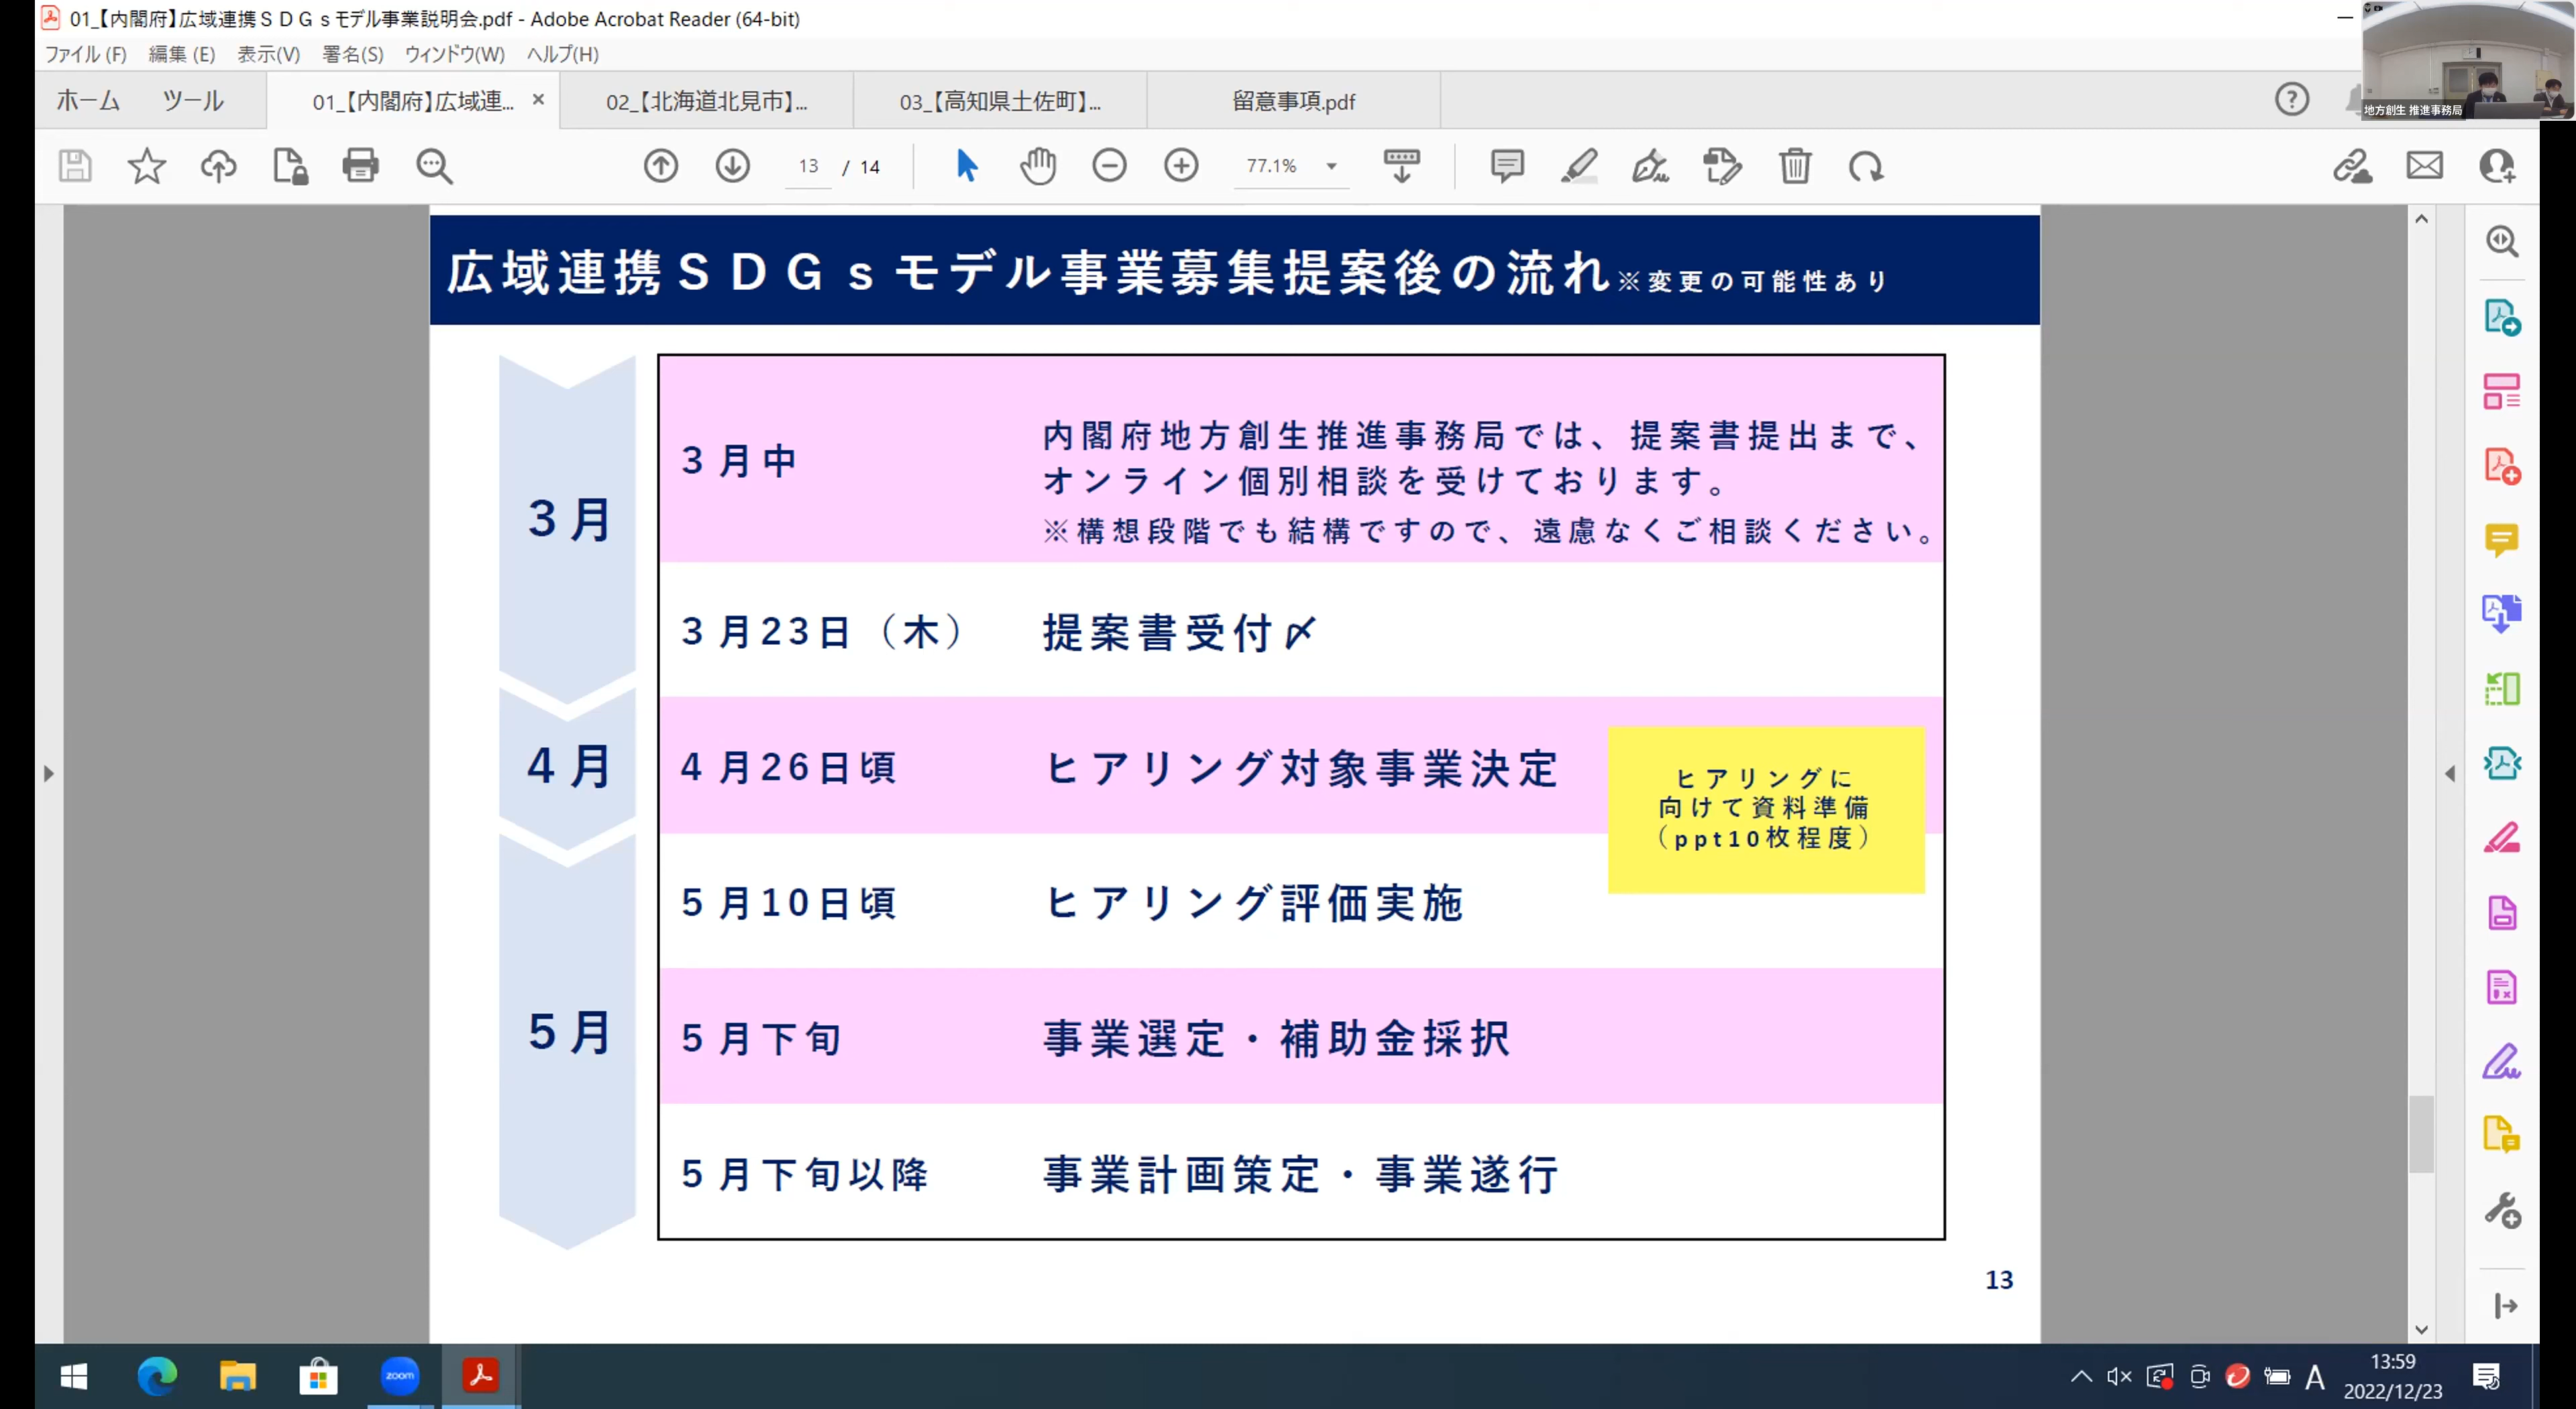 01_【内閣府】広域連携ＳＤＧｓモデル事業説明会.pdf - Adobe Acrobat Reader (64-bit)
ファイル(F) 編集(E) 表示(V) 署名(S) ウィンドウ(W) ヘルプ(H)
ホーム ツール 01_【内閣府】広域連... × 02_【北海道北見市】... 03_【高知県土佐町】... 留意事項.pdf
地方創生 推進事務局
13 / 14 77.1%
広域連携ＳＤＧｓモデル事業募集提案後の流れ※変更の可能性あり
３月
３月中
内閣府地方創生推進事務局では、提案書提出まで、
オンライン個別相談を受けております。
※構想段階でも結構ですので、遠慮なくご相談ください。
３月23日（木） 提案書受付〆
４月
４月26日頃 ヒアリング対象事業決定
ヒアリングに
向けて資料準備
（ppt10枚程度）
５月10日頃 ヒアリング評価実施
５月
５月下旬 事業選定・補助金採択
５月下旬以降 事業計画策定・事業遂行
13
zoom
A
13:59
2022/12/23